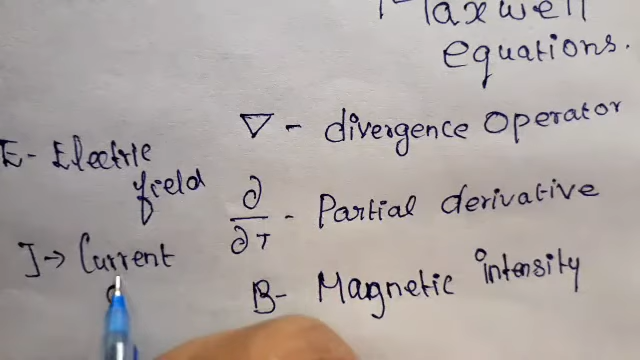 Maxwell
equations.
∇ - divergence Operator
E - Electric
field
∂/∂T - Partial derivative
J → Current
B - Magnetic intensity